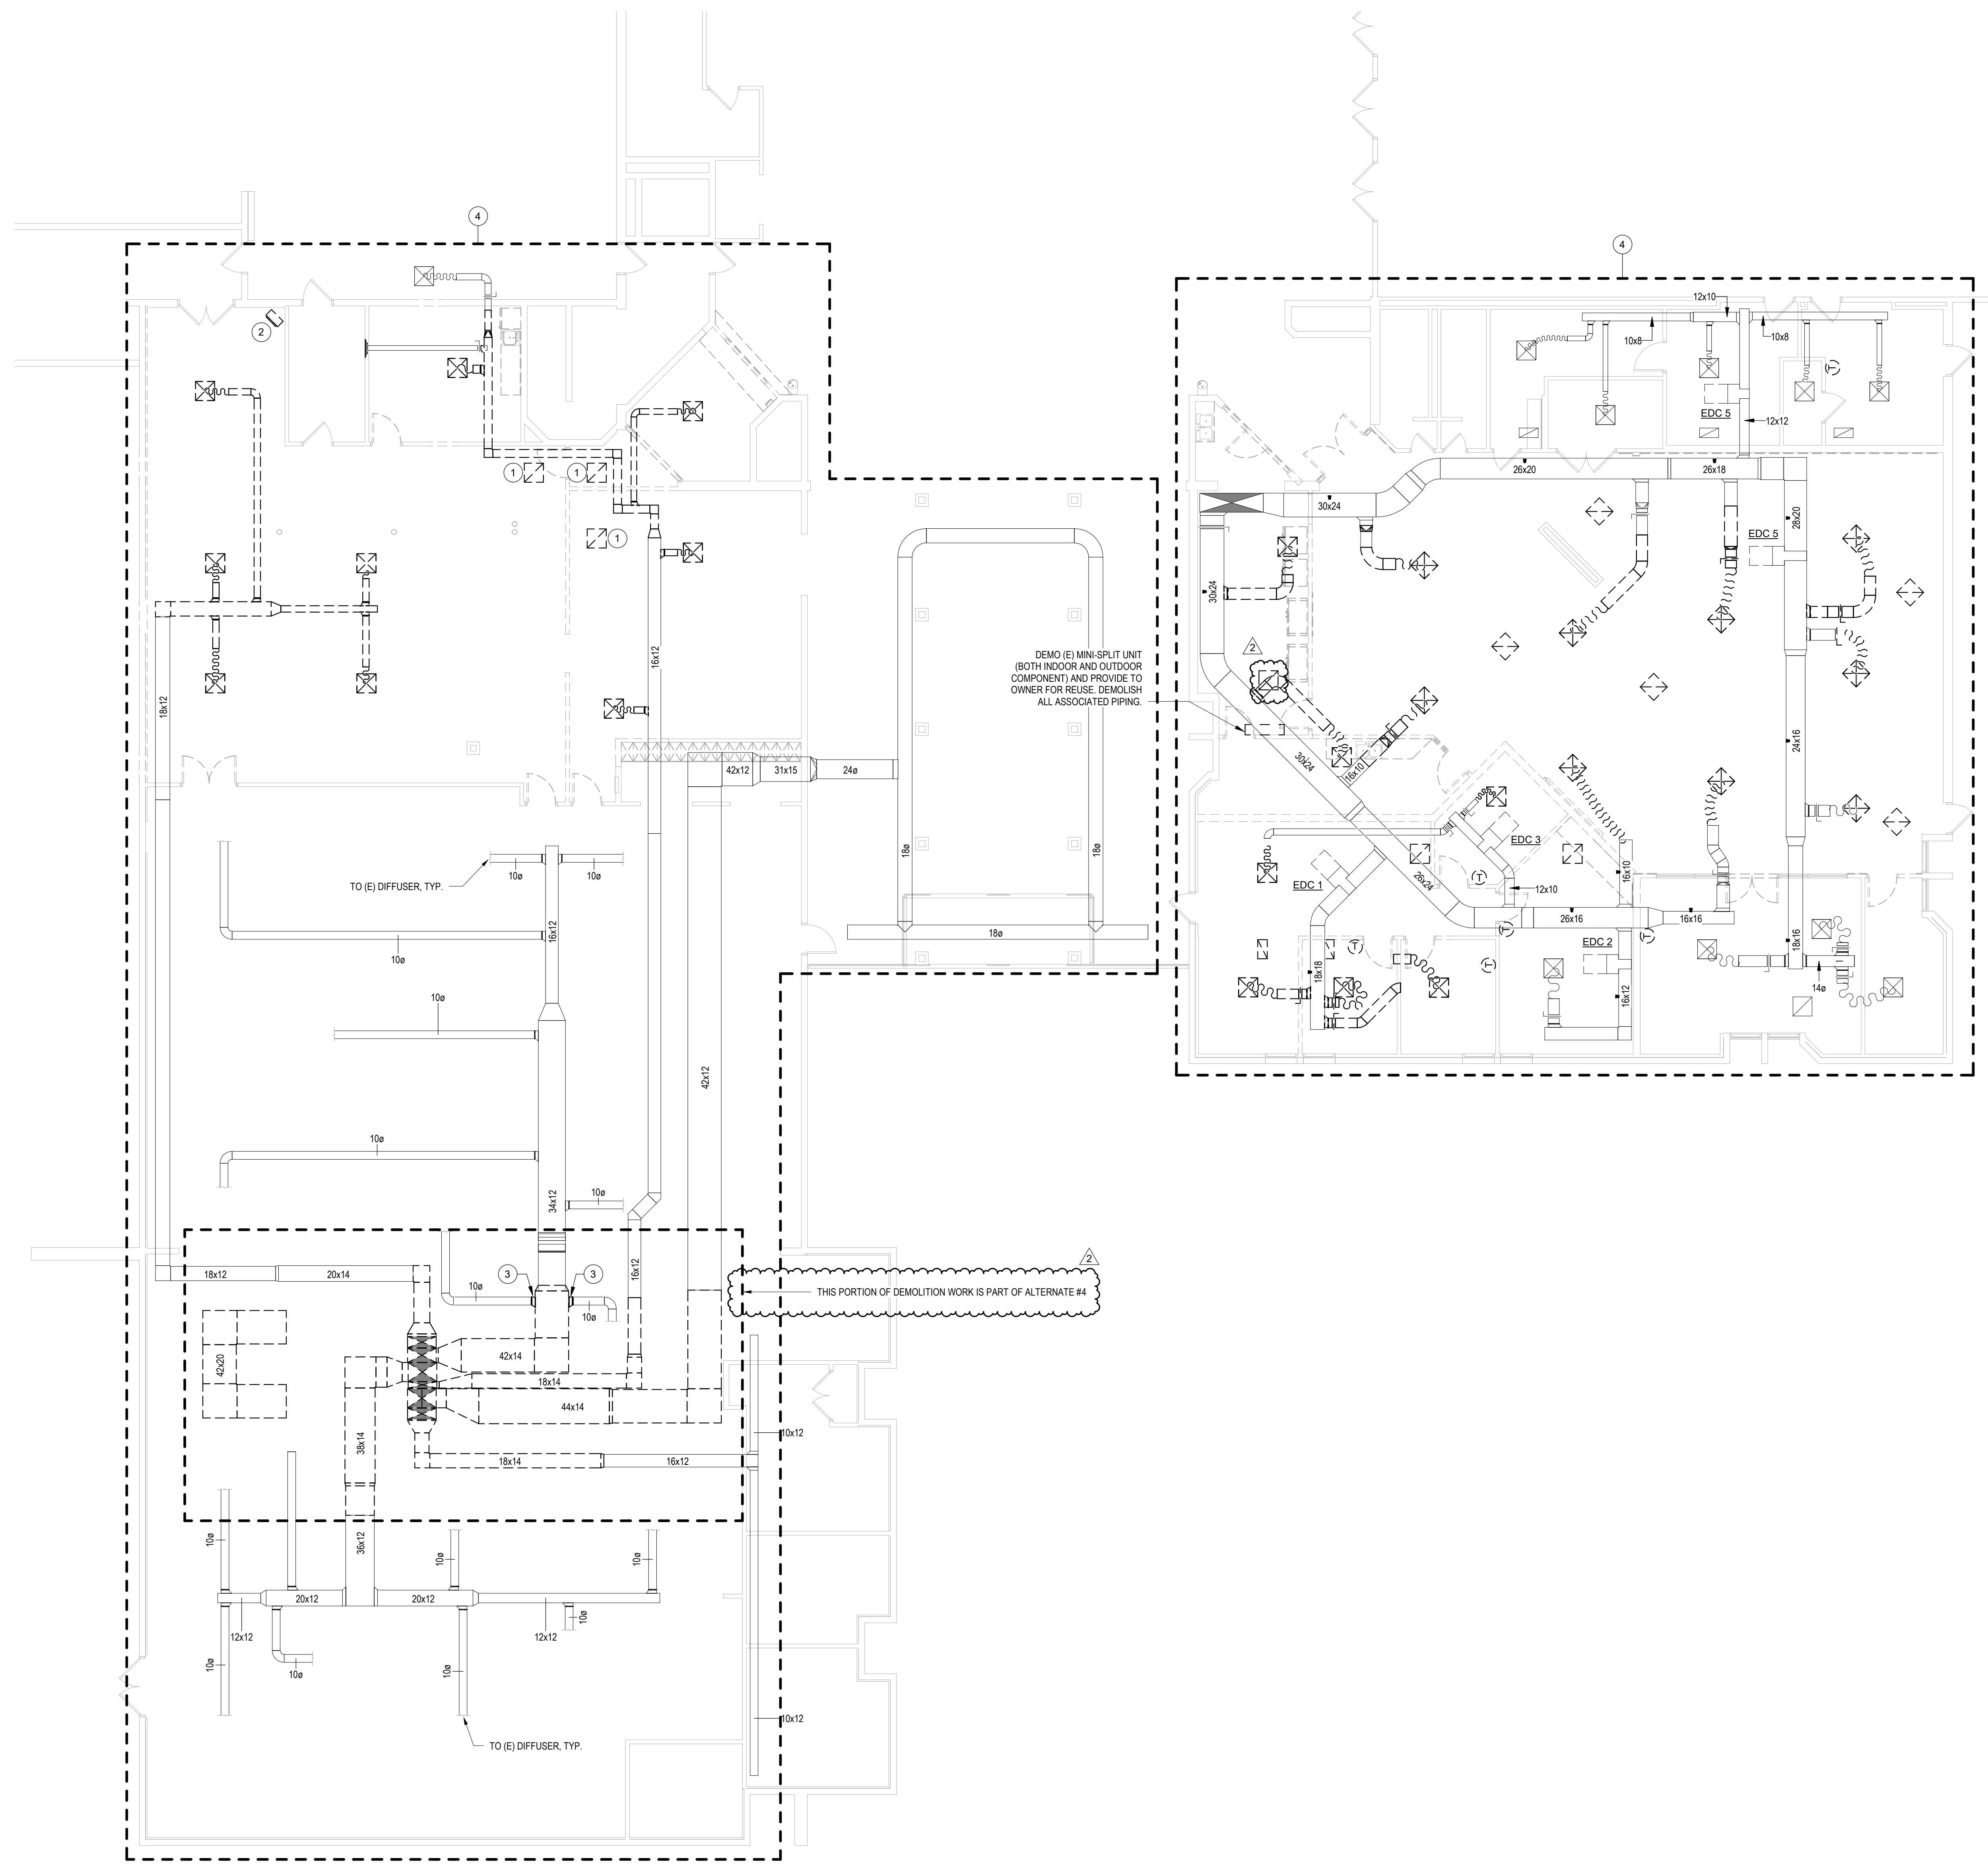 4
4
2
12x10
10x8
10x8
EDC 5
12x12
1
1
1
26x20
26x18
30x24
28x20
EDC 5
30x24
T
16x12
18x12
DEMO (E) MINI-SPLIT UNIT
(BOTH INDOOR AND OUTDOOR
COMPONENT) AND PROVIDE TO
OWNER FOR REUSE. DEMOLISH
ALL ASSOCIATED PIPING.
2
24x16
30x24
16x10
42x12
31x15
24ø
18ø
18ø
18ø
EDC 3
EDC 1
12x10
16x10
26x24
26x16
16x16
EDC 2
T
T
T
T
T
18x18
16x12
18x16
14ø
TO (E) DIFFUSER, TYP.
10ø
10ø
16x12
10ø
10ø
42x12
10ø
34x12
10ø
16x12
18x12
20x14
3
3
10ø
10ø
2
THIS PORTION OF DEMOLITION WORK IS PART OF ALTERNATE #4
42x20
42x14
18x14
44x14
38x14
18x14
16x12
10x12
36x12
10ø
10ø
10ø
20x12
20x12
12x12
12x12
10ø
10ø
10ø
10ø
10x12
TO (E) DIFFUSER, TYP.